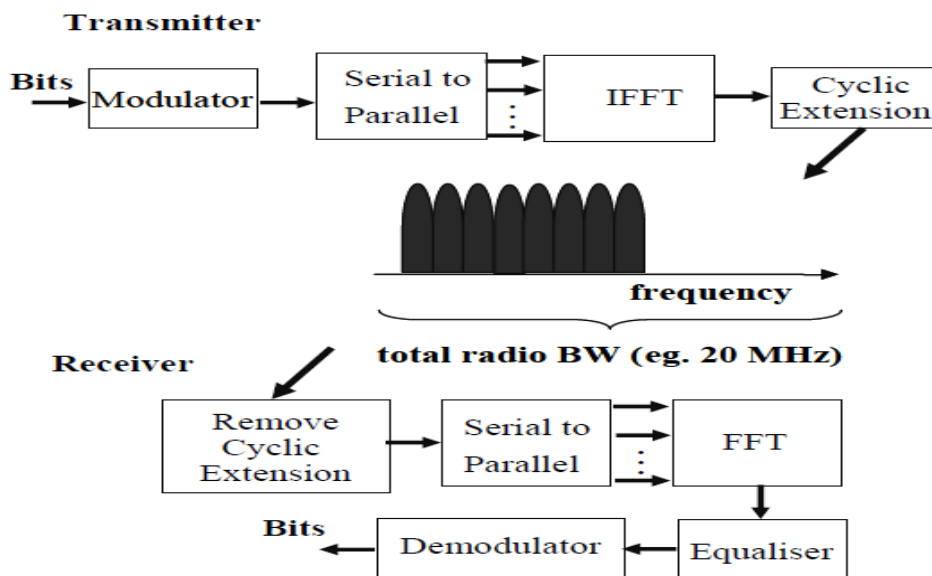 Transmitter
Bits
Modulator
Serial to
Parallel
IFFT
Cyclic
Extension
frequency
total radio BW (eg. 20 MHz)
Receiver
Remove
Cyclic
Extension
Serial to
Parallel
FFT
Bits
Demodulator
Equaliser